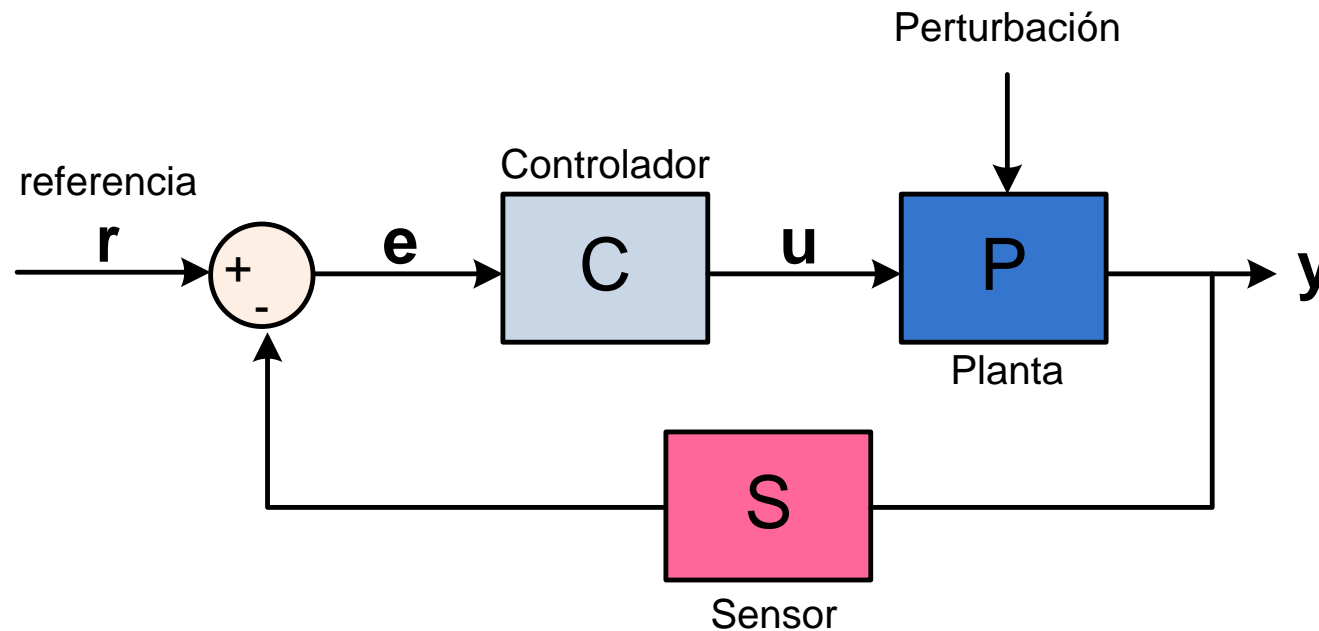 Perturbación
Controlador
referencia
r
+
-
e
C
u
P
y
Planta
S
Sensor